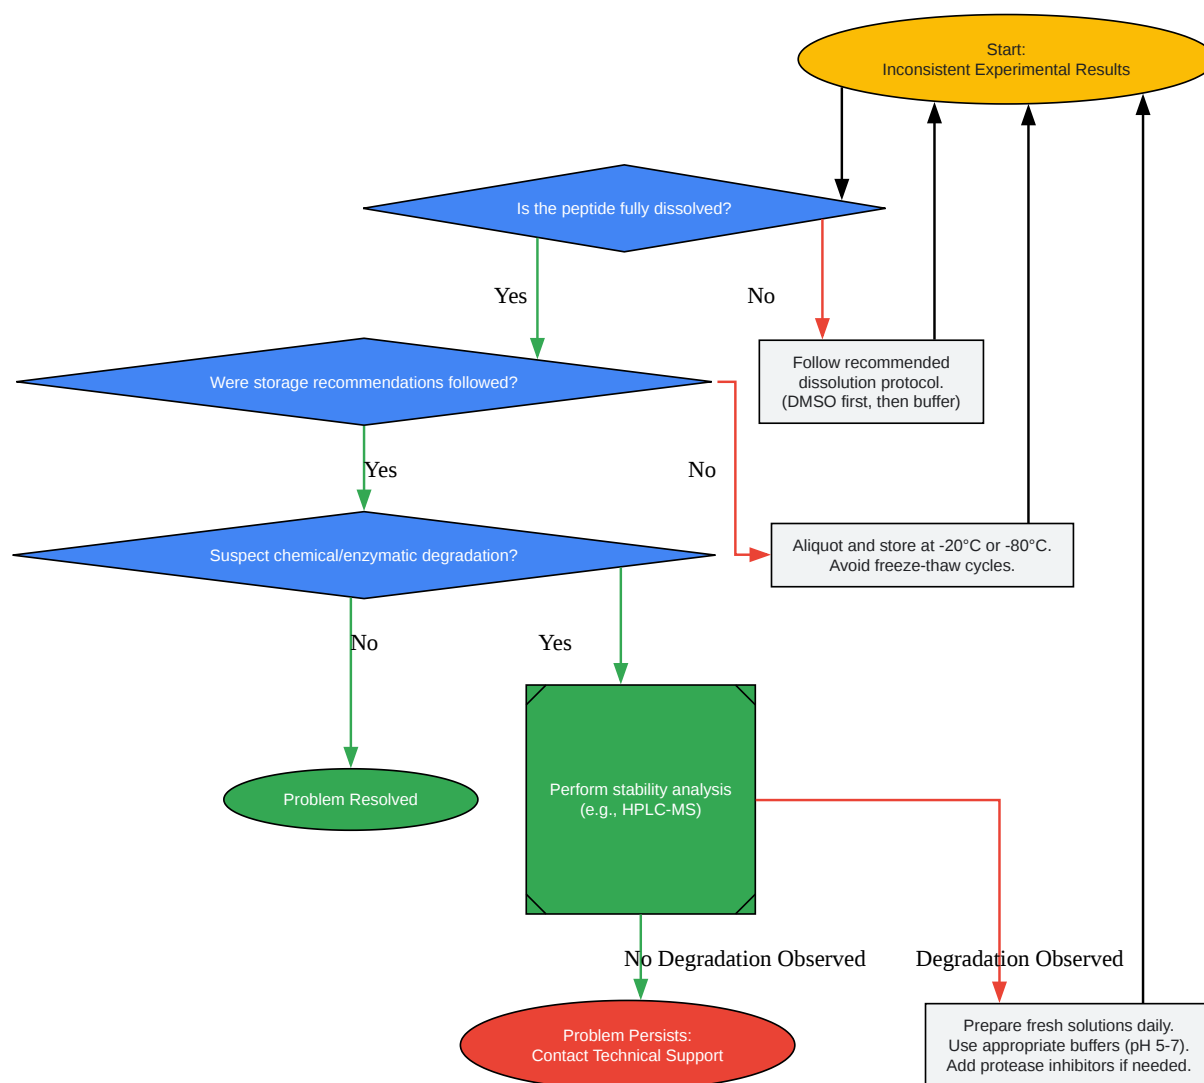 Start:
Inconsistent Experimental Results
Is the peptide fully dissolved?
Yes
No
Were storage recommendations followed?
Follow recommended
dissolution protocol.
(DMSO first, then buffer)
Yes
No
Suspect chemical/enzymatic degradation?
Aliquot and store at -20°C or -80°C.
Avoid freeze-thaw cycles.
No
Yes
Problem Resolved
Perform stability analysis
(e.g., HPLC-MS)
No Degradation Observed
Degradation Observed
Problem Persists:
Contact Technical Support
Prepare fresh solutions daily.
Use appropriate buffers (pH 5-7).
Add protease inhibitors if needed.